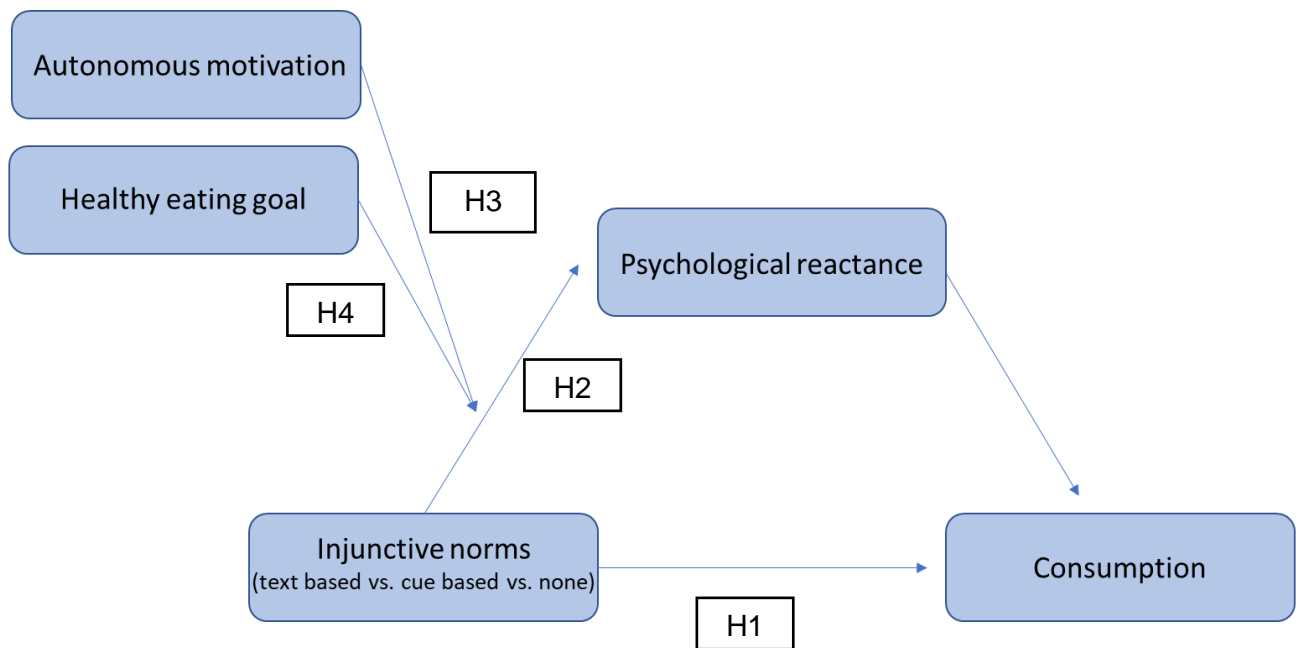 Autonomous motivation
Healthy eating goal
H3
Psychological reactance
H4
H2
Injunctive norms
(text based vs. cue based vs. none)
Consumption
H1